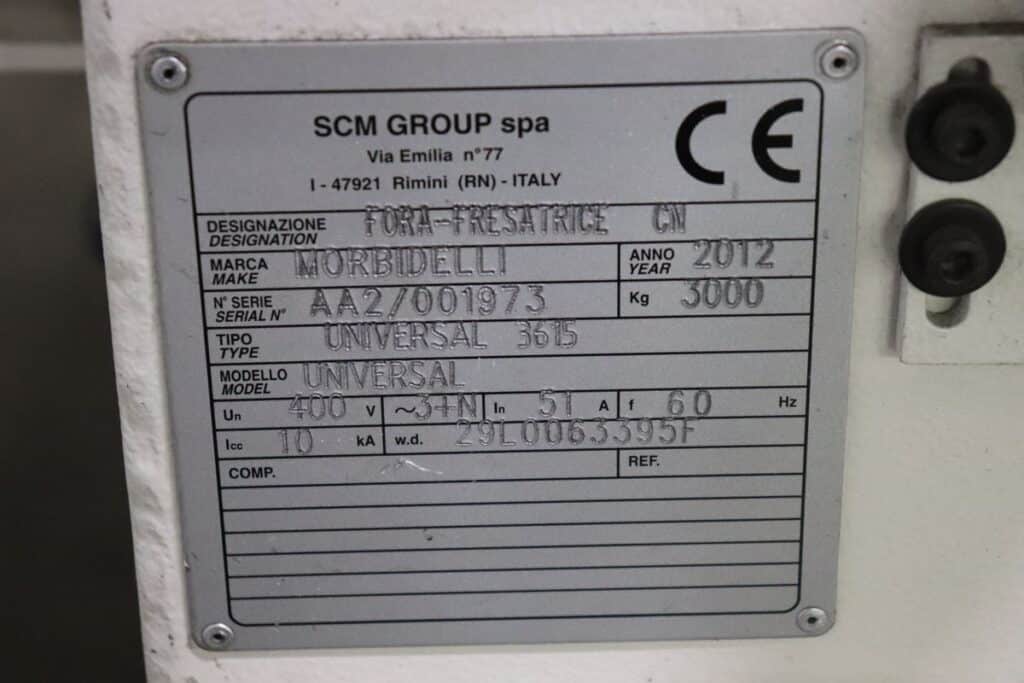 SCM GROUP spa
CE
Via Emilia n°77
I - 47921 Rimini (RN) - ITALY
DESIGNAZIONE
DESIGNATION
FORA-FRESATRICE CN
MARCA
MAKE
MORBIDELLI
ANNO
YEAR
2012
N° SERIE
SERIAL N°
AA2/001973
Kg 3000
TIPO
TYPE
UNIVERSAL 3615
MODELLO
MODEL
UNIVERSAL
Un 400 V ~3+N In 51 A f 60 Hz
Icc 10 kA w.d. 29L0063395F
COMP. REF.